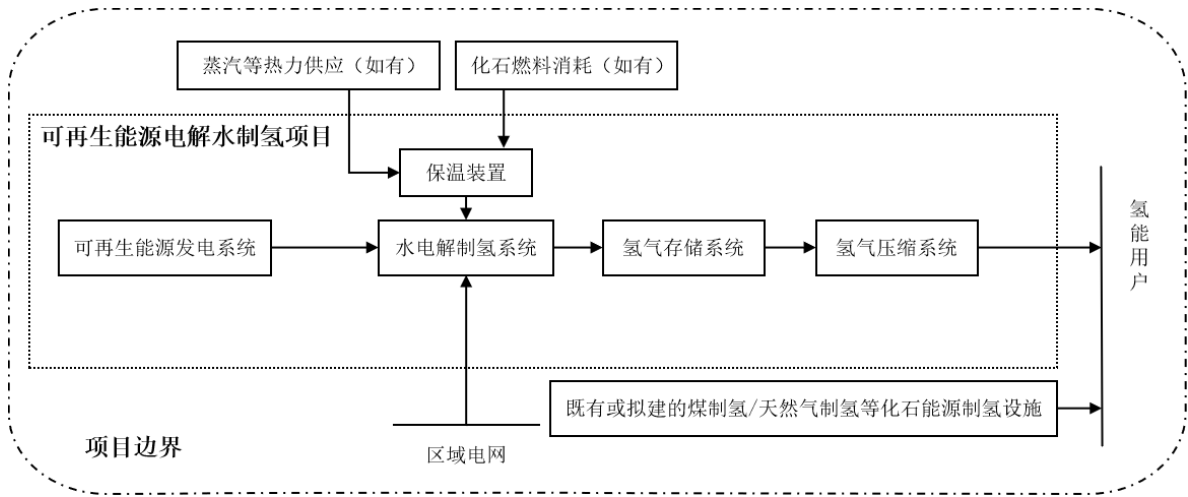 蒸汽等热力供应（如有）
化石燃料消耗（如有）
可再生能源电解水制氢项目
保温装置
可再生能源发电系统
水电解制氢系统
氢气存储系统
氢气压缩系统
氢能用户
既有或拟建的煤制氢/天然气制氢等化石能源制氢设施
项目边界
区域电网